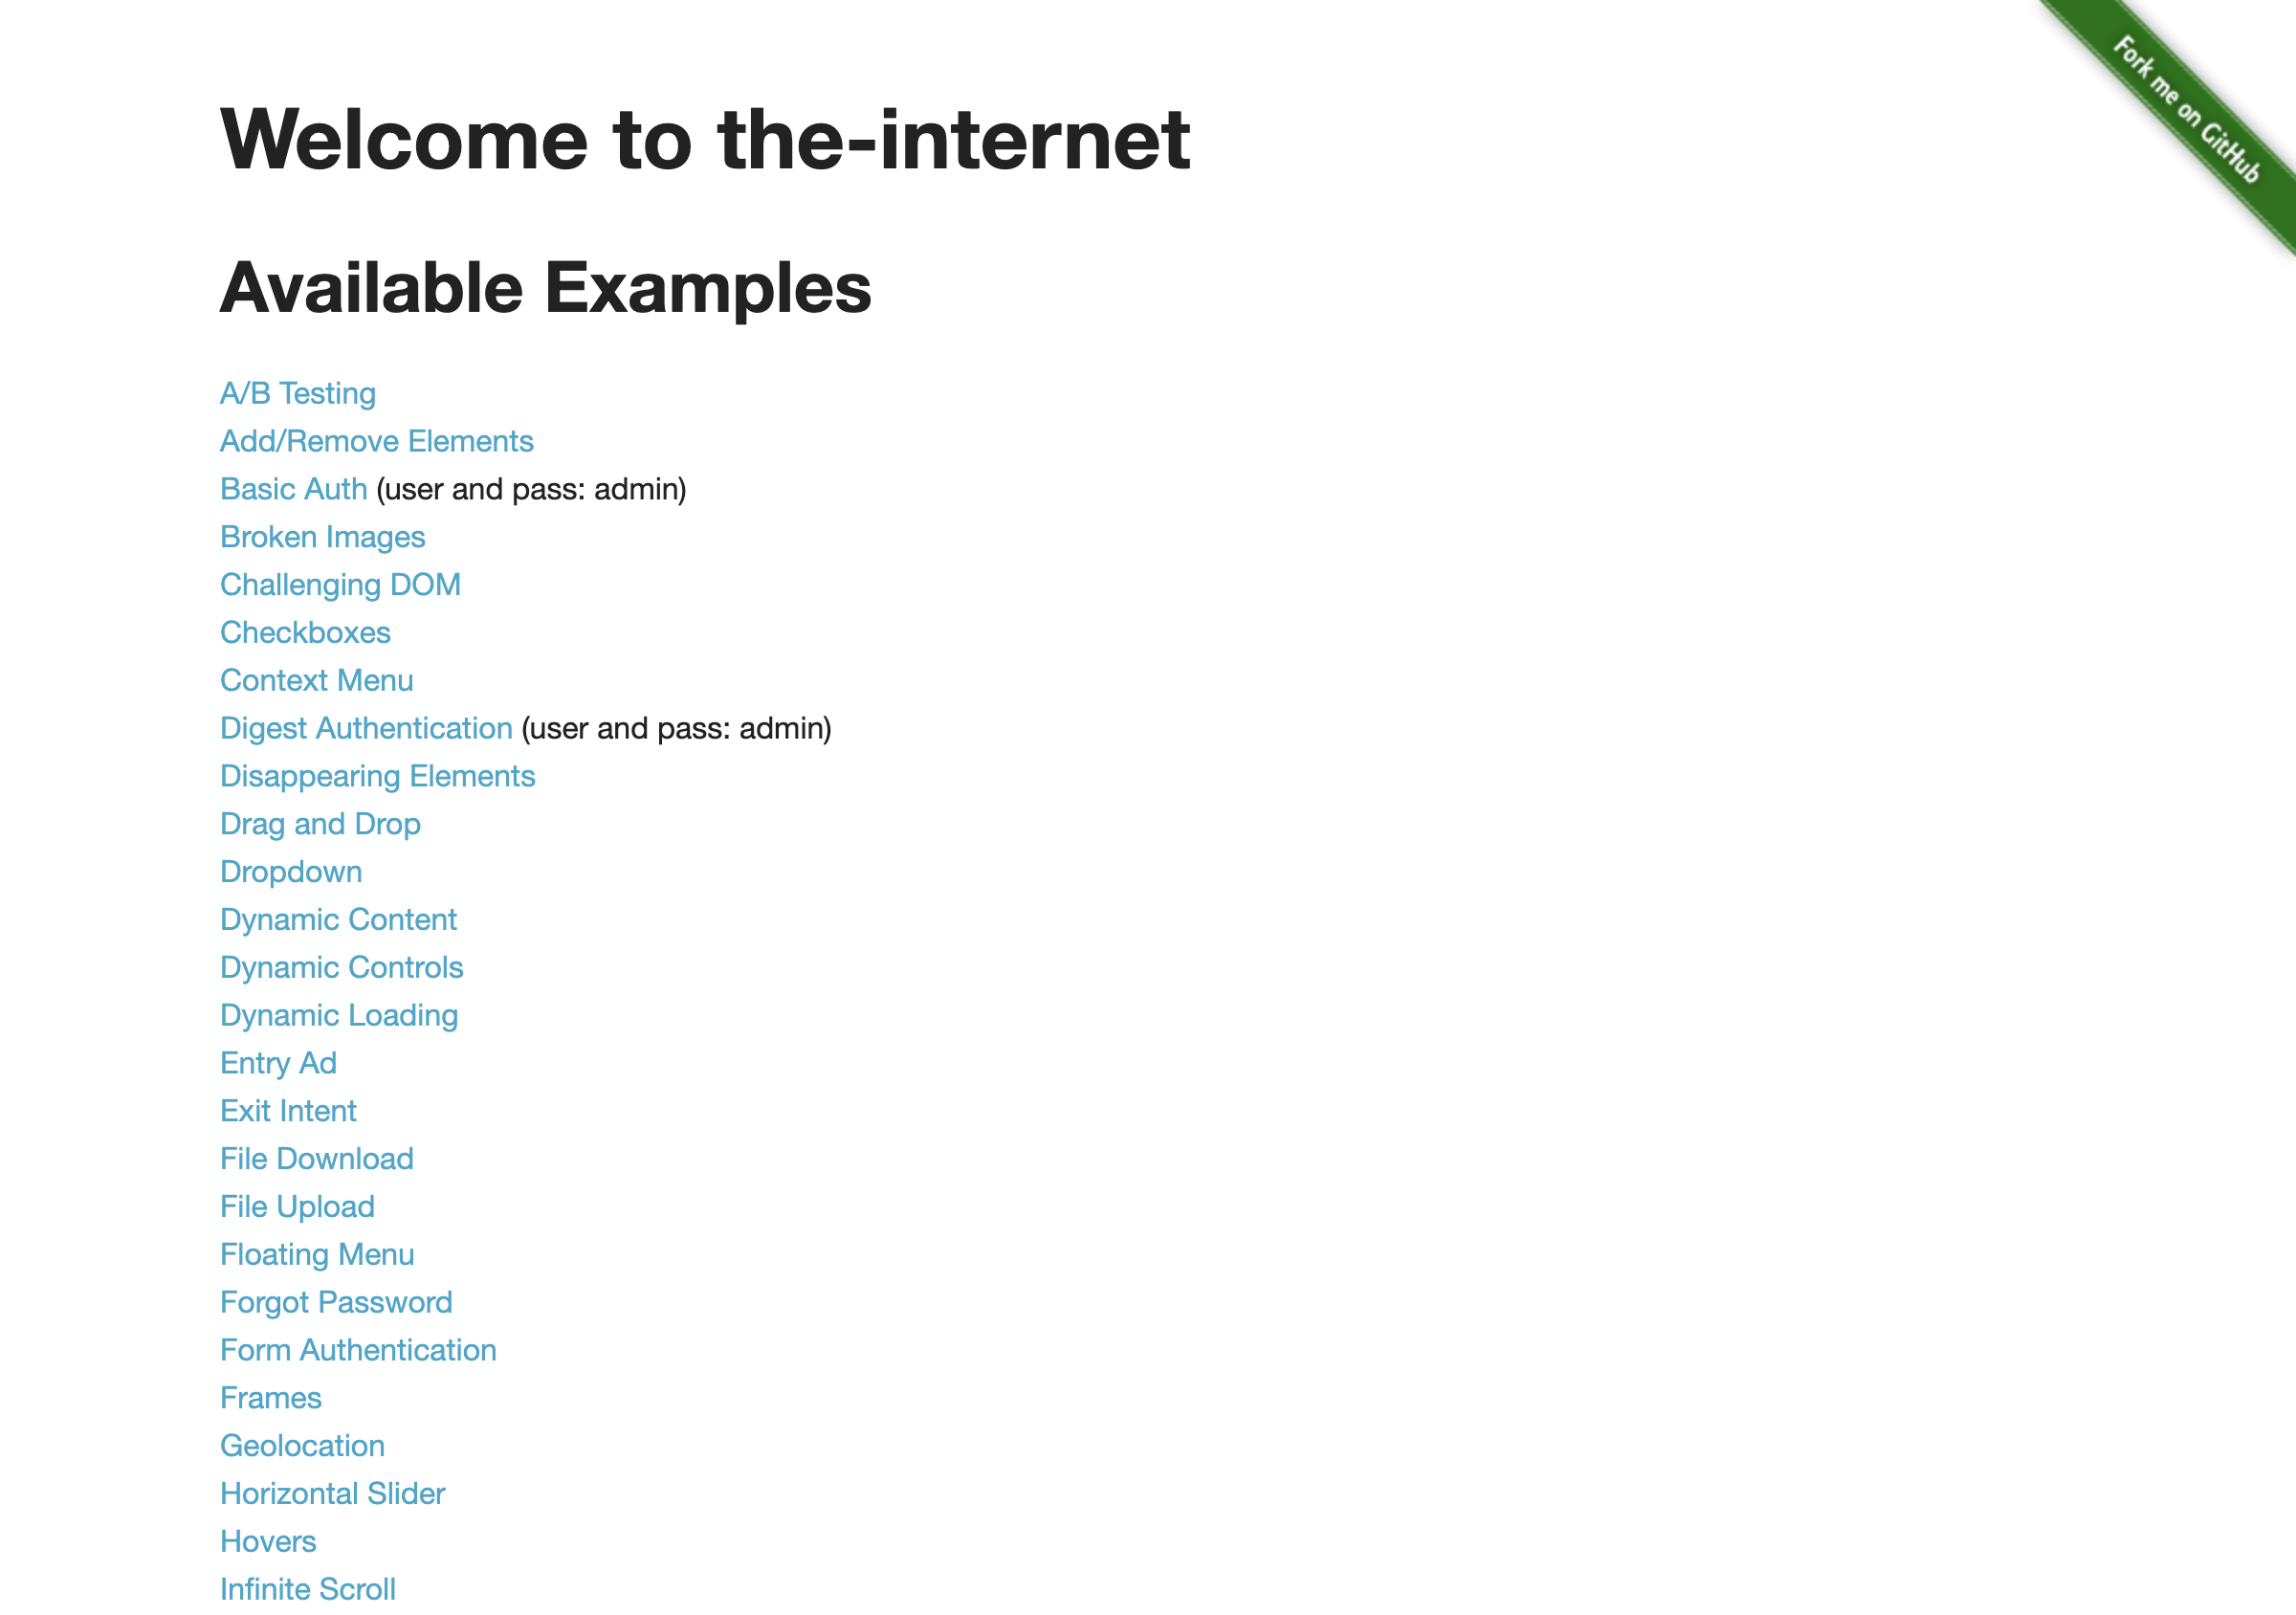 Fork me on GitHub
Welcome to the-internet
Available Examples
A/B Testing
Add/Remove Elements
Basic Auth (user and pass: admin)
Broken Images
Challenging DOM
Checkboxes
Context Menu
Digest Authentication (user and pass: admin)
Disappearing Elements
Drag and Drop
Dropdown
Dynamic Content
Dynamic Controls
Dynamic Loading
Entry Ad
Exit Intent
File Download
File Upload
Floating Menu
Forgot Password
Form Authentication
Frames
Geolocation
Horizontal Slider
Hovers
Infinite Scroll